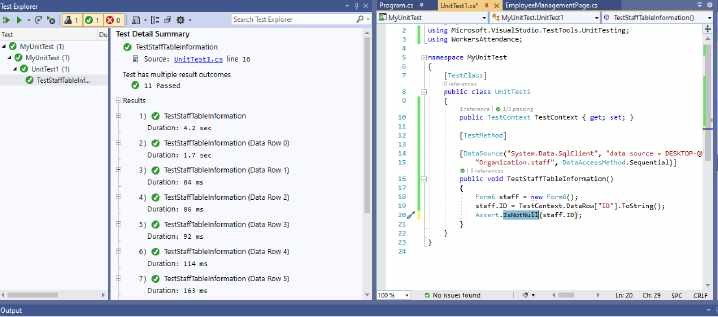 Test Explorer
1 1 0
Search Test Explorer
Test Du
MyUnitTest (1)
MyUnitTest (1)
UnitTest1 (1)
TestStaffTableInf...
Test Detail Summary
TestStaffTableInformation
Source: UnitTest1.cs line 16
Test has multiple result outcomes
11 Passed
Results
1) TestStaffTableInformation
Duration: 4.2 sec
2) TestStaffTableInformation (Data Row 0)
Duration: 1.7 sec
3) TestStaffTableInformation (Data Row 1)
Duration: 84 ms
4) TestStaffTableInformation (Data Row 2)
Duration: 86 ms
5) TestStaffTableInformation (Data Row 3)
Duration: 92 ms
6) TestStaffTableInformation (Data Row 4)
Duration: 114 ms
7) TestStaffTableInformation (Data Row 5)
Duration: 163 ms
Program.cs UnitTest1.cs* EmployeeManagementPage.cs
MyUnitTest MyUnitTest.UnitTest1 TestStaffTableInformation()
2 using Microsoft.VisualStudio.TestTools.UnitTesting;
3 using WorkersAttendance;
4
5 namespace MyUnitTest
6 {
7 [TestClass]
0 references
8 public class UnitTest1
9 {
1 reference | 1/1 passing
10 public TestContext TestContext { get; set; }
11
12 [TestMethod]
13
14 [DataSource("System.Data.SqlClient", "data source = DESKTOP-
15 "Organization.staff", DataAccessMethod.Sequential)]
0 references
16 public void TestStaffTableInformation()
17 {
18 Form6 staff = new Form6();
19 staff.ID = TestContext.DataRow["ID"].ToString();
20 Assert.IsNotNull(staff.ID);
21 }
22 }
23 }
24
100 % No issues found Ln: 20 Ch: 29 SPC CRLF
Output